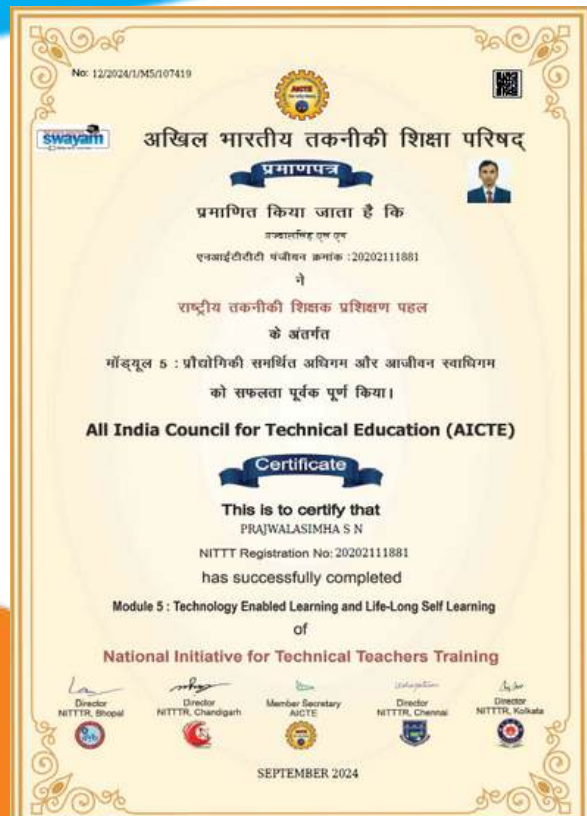 No: 12/2024/1/M5/107419
AICTE
swayam
अखिल भारतीय तकनीकी शिक्षा परिषद्
प्रमाणपत्र
प्रमाणित किया जाता है कि
एनआईटीटीटी पंजीयन क्रमांक :20202111881
ने
राष्ट्रीय तकनीकी शिक्षक प्रशिक्षण पहल
के अंतर्गत
मॉड्यूल 5 : प्रौद्योगिकी समर्थित अधिगम और आजीवन स्वाधिगम
को सफलता पूर्वक पूर्ण किया।
All India Council for Technical Education (AICTE)
Certificate
This is to certify that
PRAJWALASIMHA S N
NITTT Registration No: 20202111881
has successfully completed
Module 5 : Technology Enabled Learning and Life-Long Self Learning
of
National Initiative for Technical Teachers Training
Director Director Member Secretary Director Director
NITTTR, Bhopal NITTTR, Chandigarh AICTE NITTTR, Chennai NITTTR, Kolkata
SEPTEMBER 2024